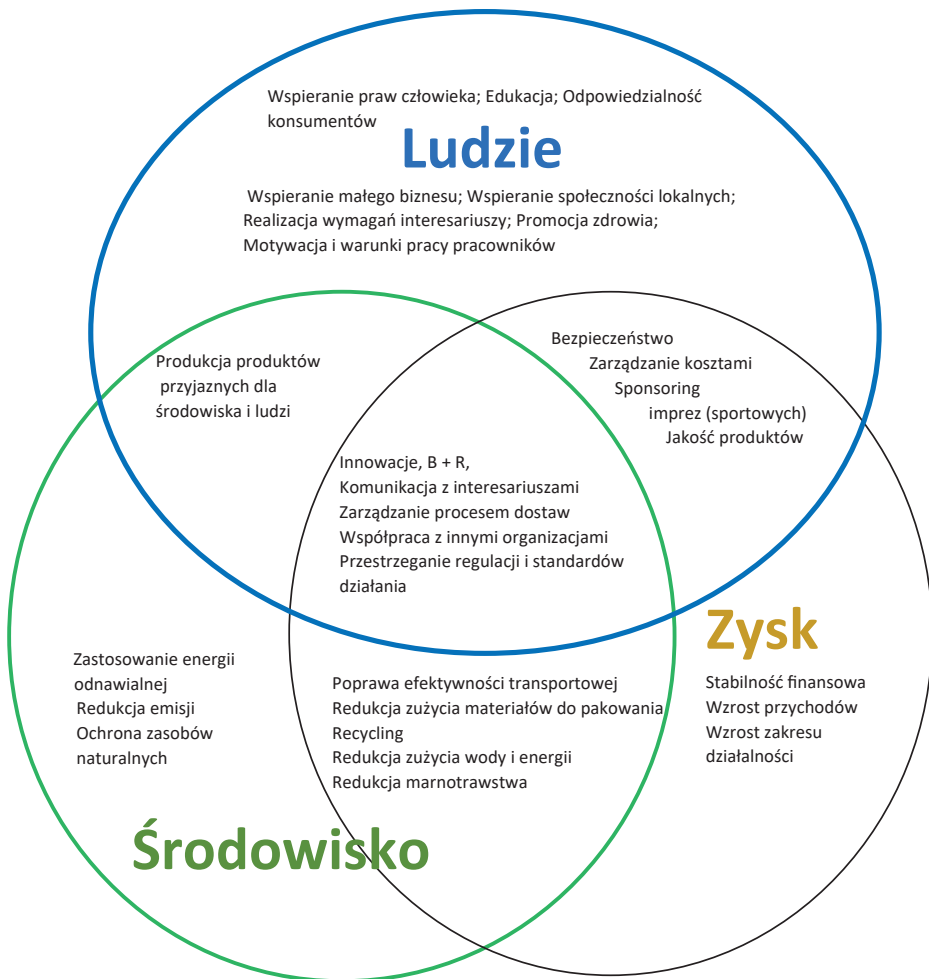 Wspieranie praw człowieka; Edukacja; Odpowiedzialność
konsumentów
Ludzie
Wspieranie małego biznesu; Wspieranie społeczności lokalnych;
Realizacja wymagań interesariuszy; Promocja zdrowia;
Motywacja i warunki pracy pracowników
Produkcja produktów
przyjaznych dla
środowiska i ludzi
Bezpieczeństwo
Zarządzanie kosztami
Sponsoring
imprez (sportowych)
Jakość produktów
Innowacje, B + R,
Komunikacja z interesariuszami
Zarządzanie procesem dostaw
Współpraca z innymi organizacjami
Przestrzeganie regulacji i standardów
działania
Zastosowanie energii
odnawialnej
Redukcja emisji
Ochrona zasobów
naturalnych
Poprawa efektywności transportowej
Redukcja zużycia materiałów do pakowania
Recycling
Redukcja zużycia wody i energii
Redukcja marnotrawstwa
Zysk
Stabilność finansowa
Wzrost przychodów
Wzrost zakresu
działalności
Środowisko